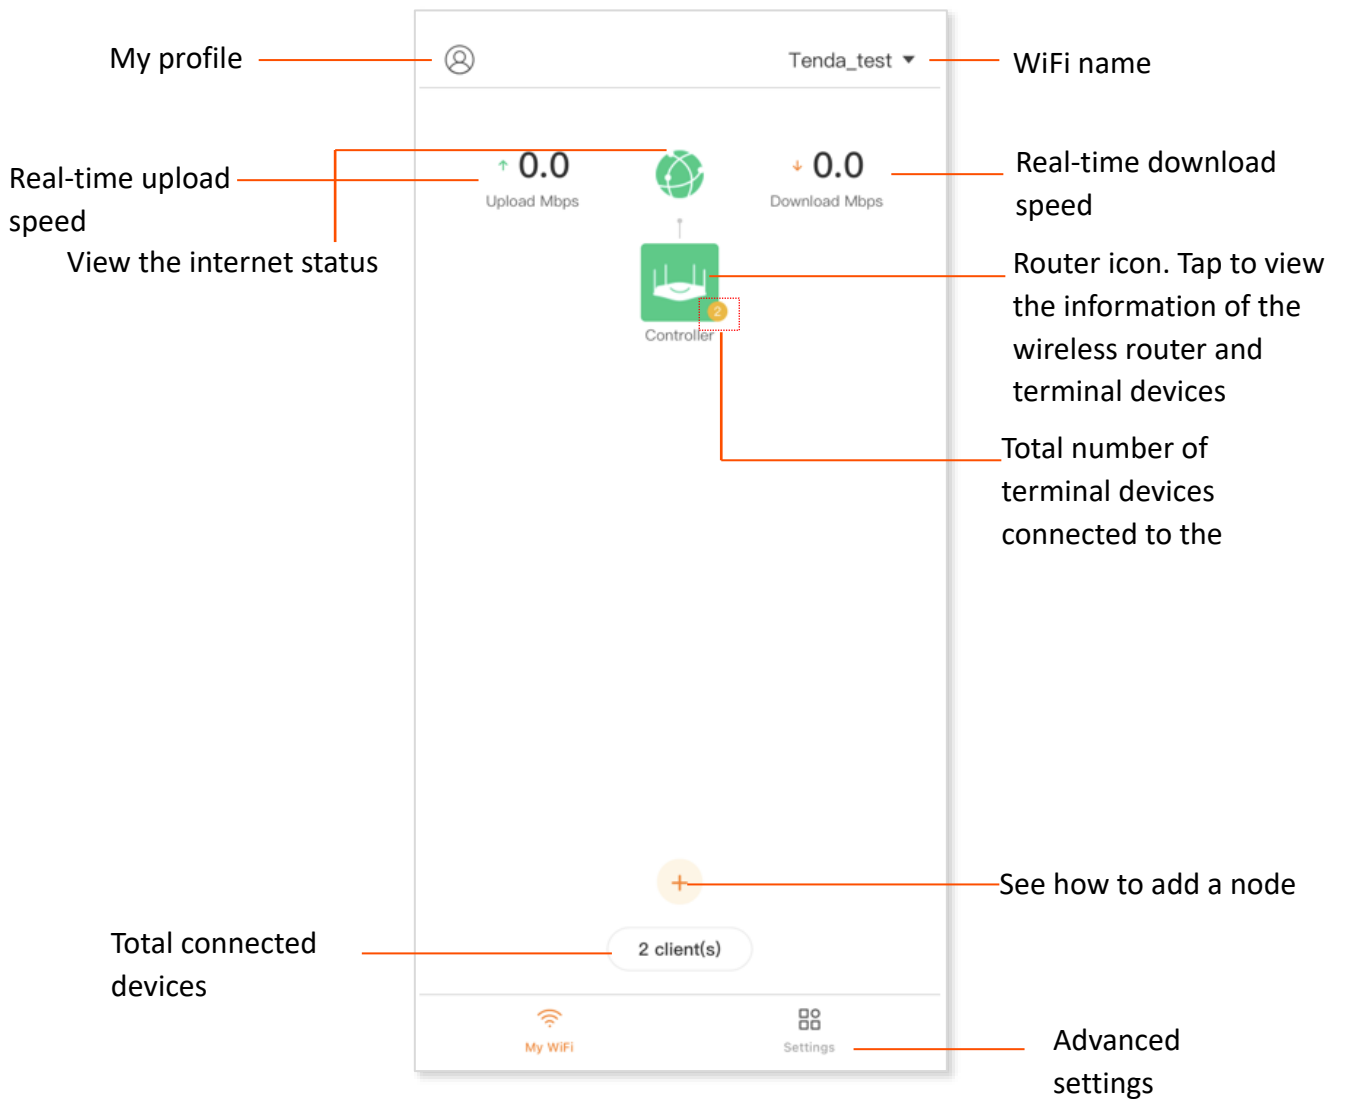 My profile
Tenda_test
WiFi name
Real-time upload
speed
0.0
Upload Mbps
0.0
Download Mbps
Real-time download
speed
View the internet status
Router icon. Tap to view
the information of the
wireless router and
terminal devices
2
Controller
Total number of
terminal devices
connected to the
See how to add a node
Total connected
devices
2 client(s)
My WiFi
Settings
Advanced
settings